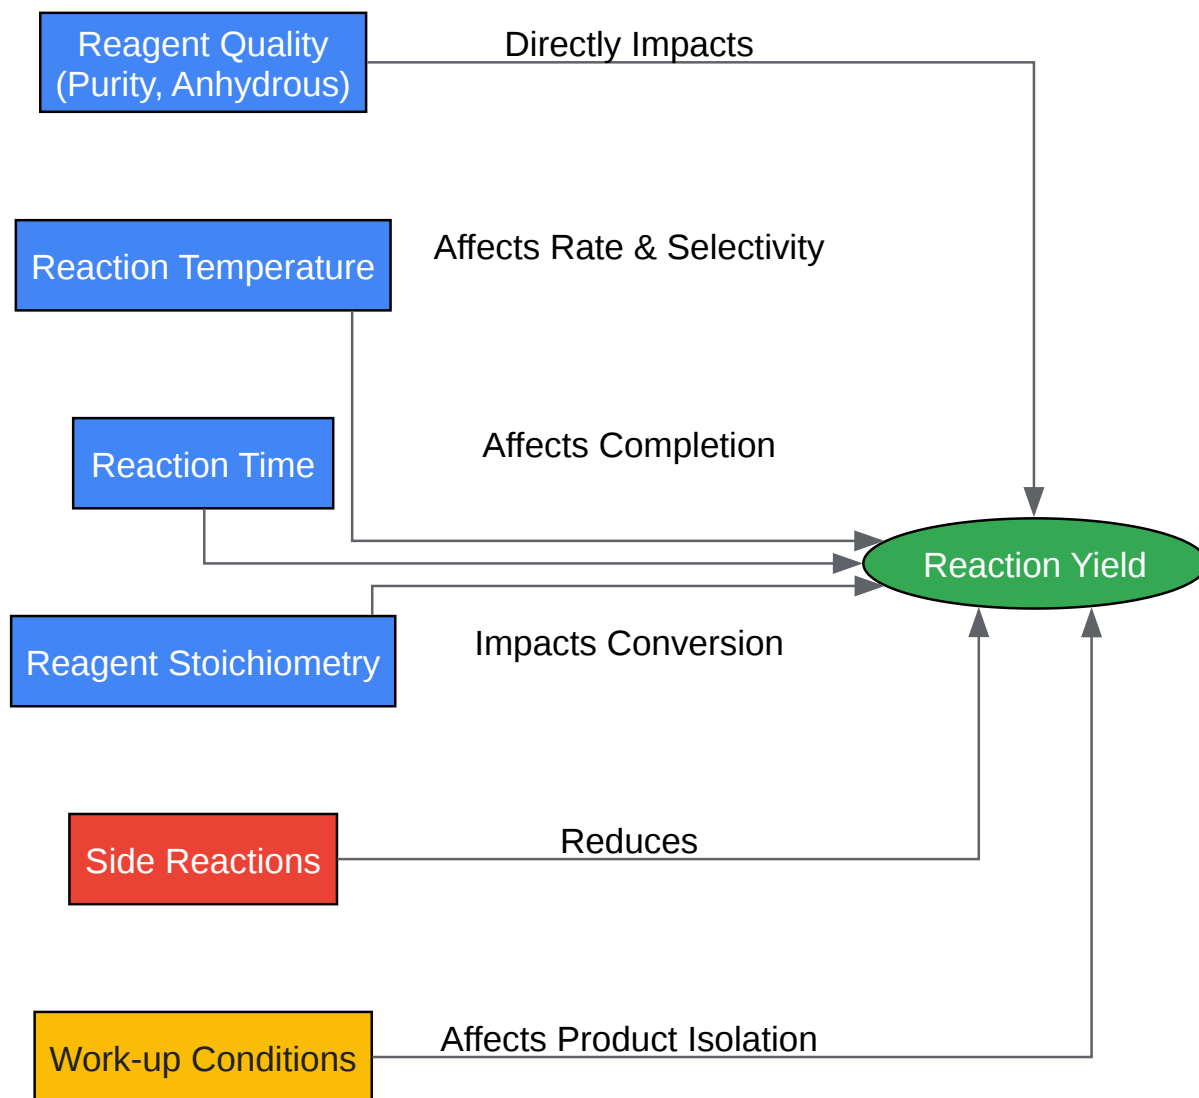 Reagent Quality
(Purity, Anhydrous)
Directly Impacts
Reaction Temperature
Affects Rate & Selectivity
Reaction Time
Affects Completion
Reaction Yield
Reagent Stoichiometry
Impacts Conversion
Side Reactions
Reduces
Work-up Conditions
Affects Product Isolation